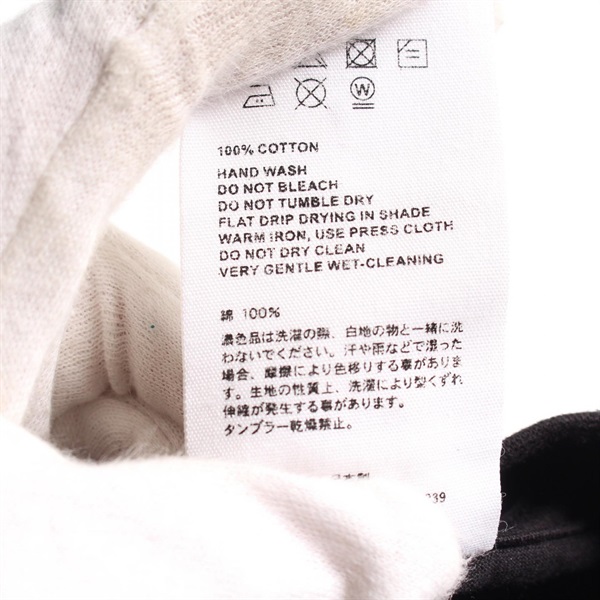 W
100% COTTON
HAND WASH
DO NOT BLEACH
DO NOT TUMBLE DRY
FLAT DRIP DRYING IN SHADE
WARM IRON, USE PRESS CLOTH
DO NOT DRY CLEAN
VERY GENTLE WET-CLEANING
綿 100%
濃色品は洗濯の際、白地の物と一緒に洗
わないでください。汗や雨などで湿った
場合、摩擦により色移りする事がありま
す。生地の性質上、洗濯により型くずれ
伸縮が発生する事があります。
タンブラー乾燥禁止。
本製
039